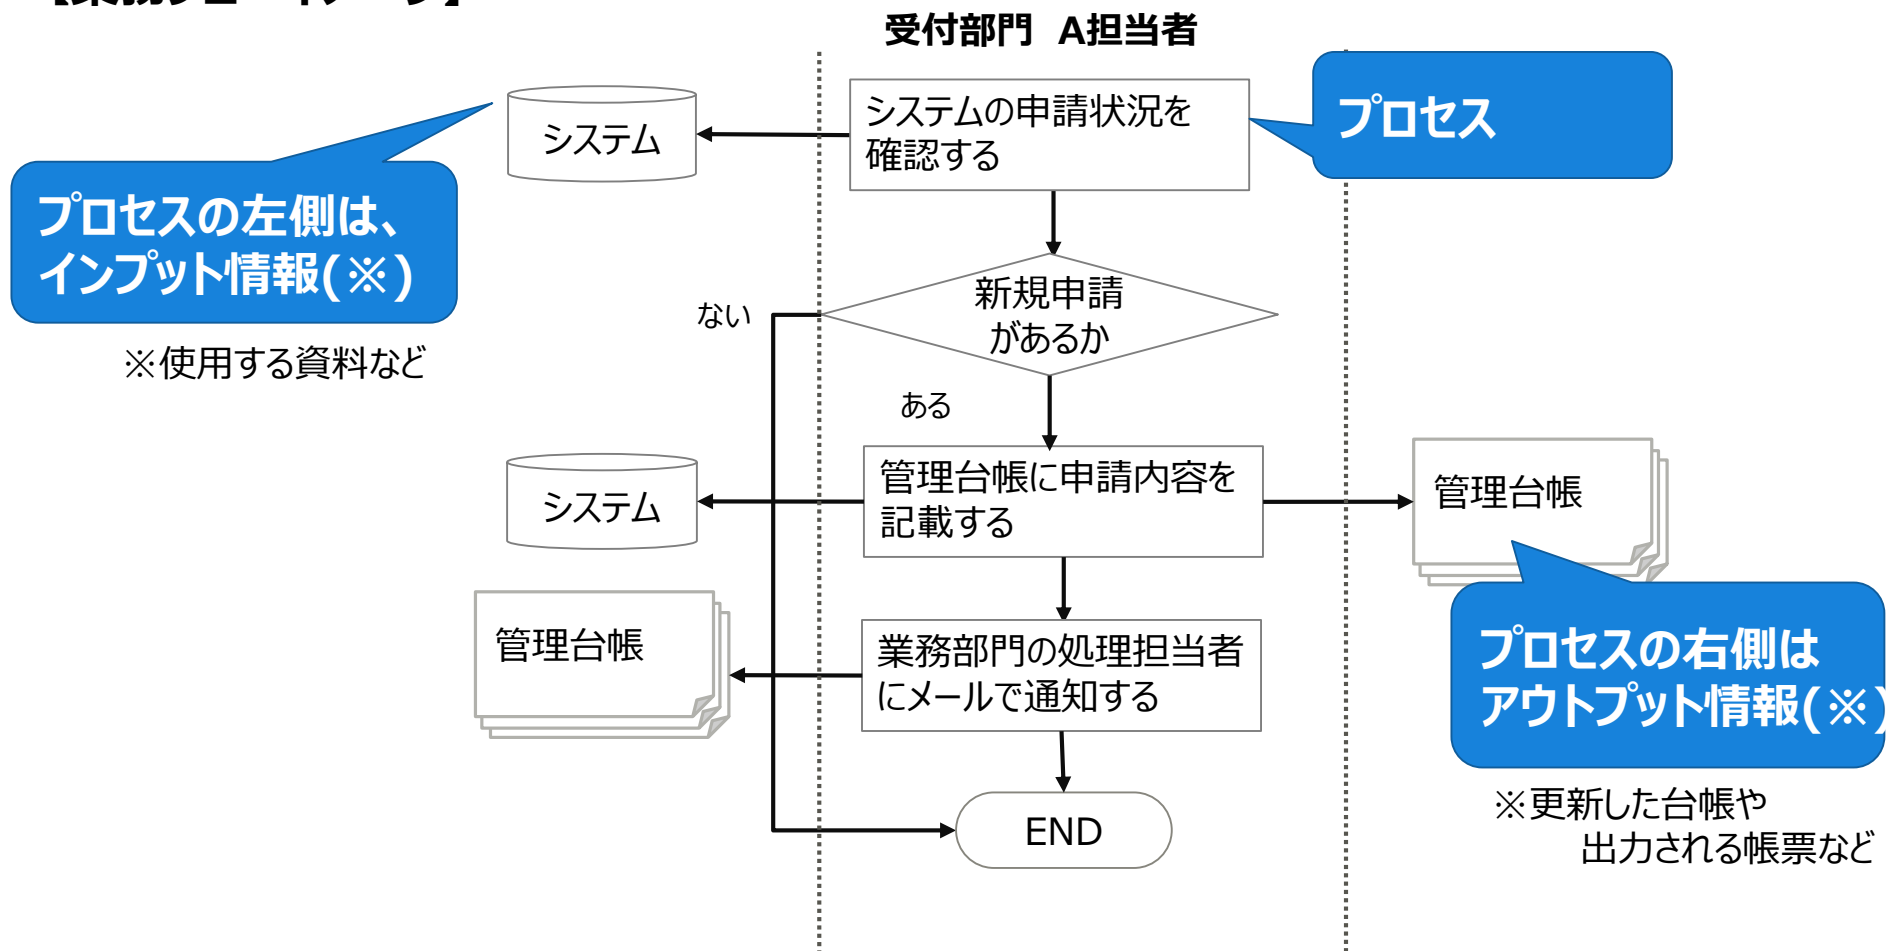 受付部門 A担当者
システム
システムの申請状況を
確認する
プロセス
プロセスの左側は、
インプット情報(※)
※使用する資料など
新規申請
があるか
ない
ある
システム
管理台帳に申請内容を
記載する
管理台帳
管理台帳
業務部門の処理担当者
にメールで通知する
プロセスの右側は
アウトプット情報(※)
※更新した台帳や
出力される帳票など
END